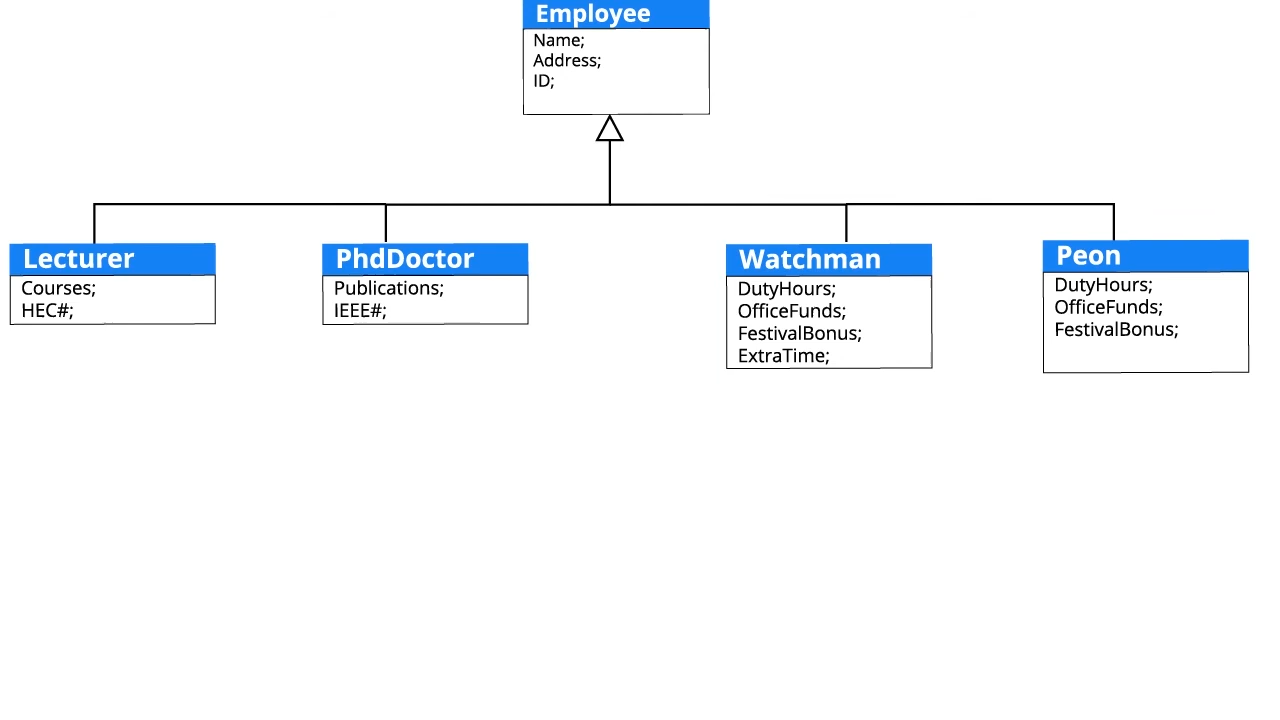 Employee
Name;
Address;
ID;
Lecturer
Courses;
HEC#;
PhdDoctor
Publications;
IEEE#;
Watchman
DutyHours;
OfficeFunds;
FestivalBonus;
ExtraTime;
Peon
DutyHours;
OfficeFunds;
FestivalBonus;